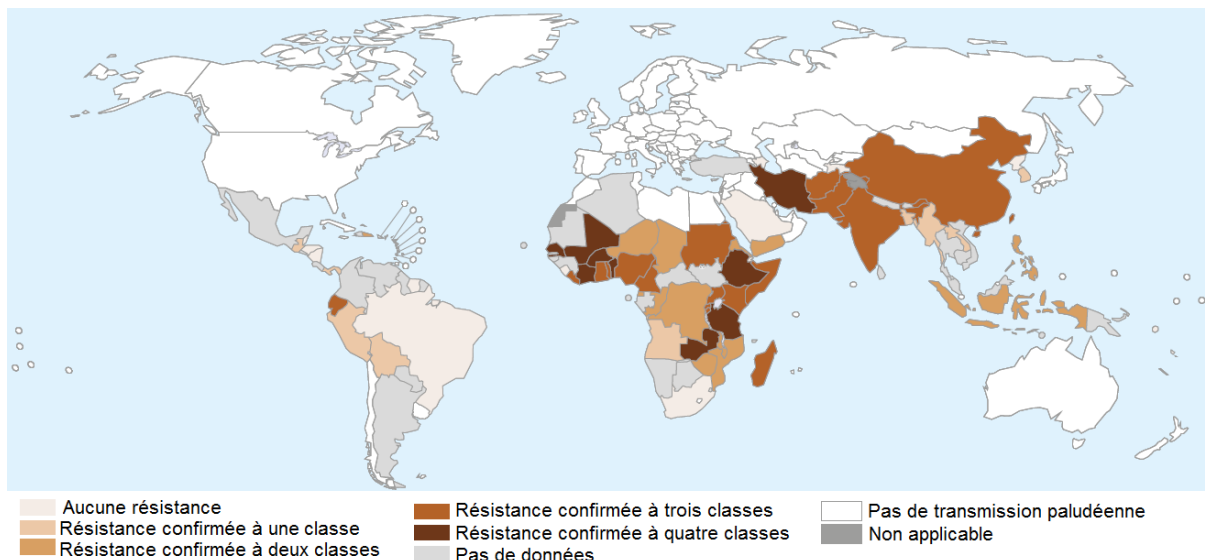 Aucune résistance
Résistance confirmée à une classe
Résistance confirmée à deux classes
Résistance confirmée à trois classes
Résistance confirmée à quatre classes
Pas de données
Pas de transmission paludéenne
Non applicable